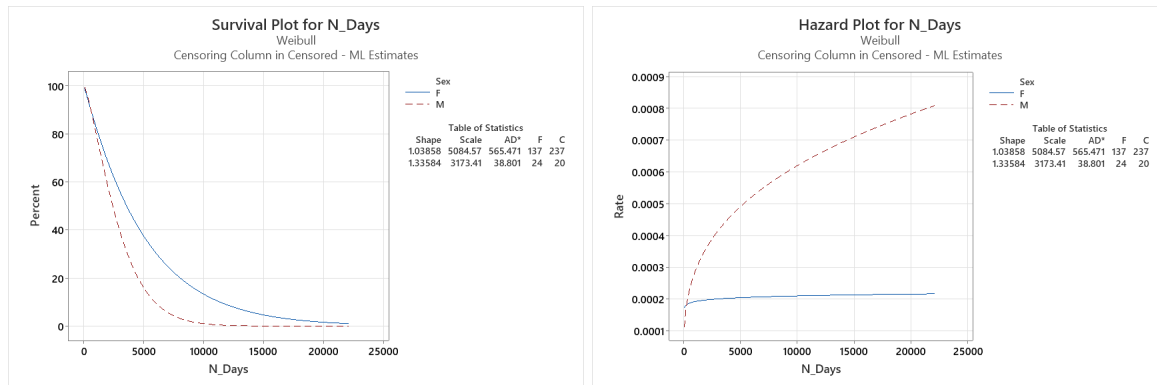 Survival Plot for N_Days
Weibull
Censoring Column in Censored - ML Estimates
100
80
60
40
20
0
Percent
0 5000 10000 15000 20000 25000
N_Days
Sex
F
M
Table of Statistics
Shape Scale AD* F C
1.03858 5084.57 565.471 137 237
1.33584 3173.41 38.801 24 20
Hazard Plot for N_Days
Weibull
Censoring Column in Censored - ML Estimates
0.0009
0.0008
0.0007
0.0006
0.0005
0.0004
0.0003
0.0002
0.0001
Rate
0 5000 10000 15000 20000 25000
N_Days
Sex
F
M
Table of Statistics
Shape Scale AD* F C
1.03858 5084.57 565.471 137 237
1.33584 3173.41 38.801 24 20